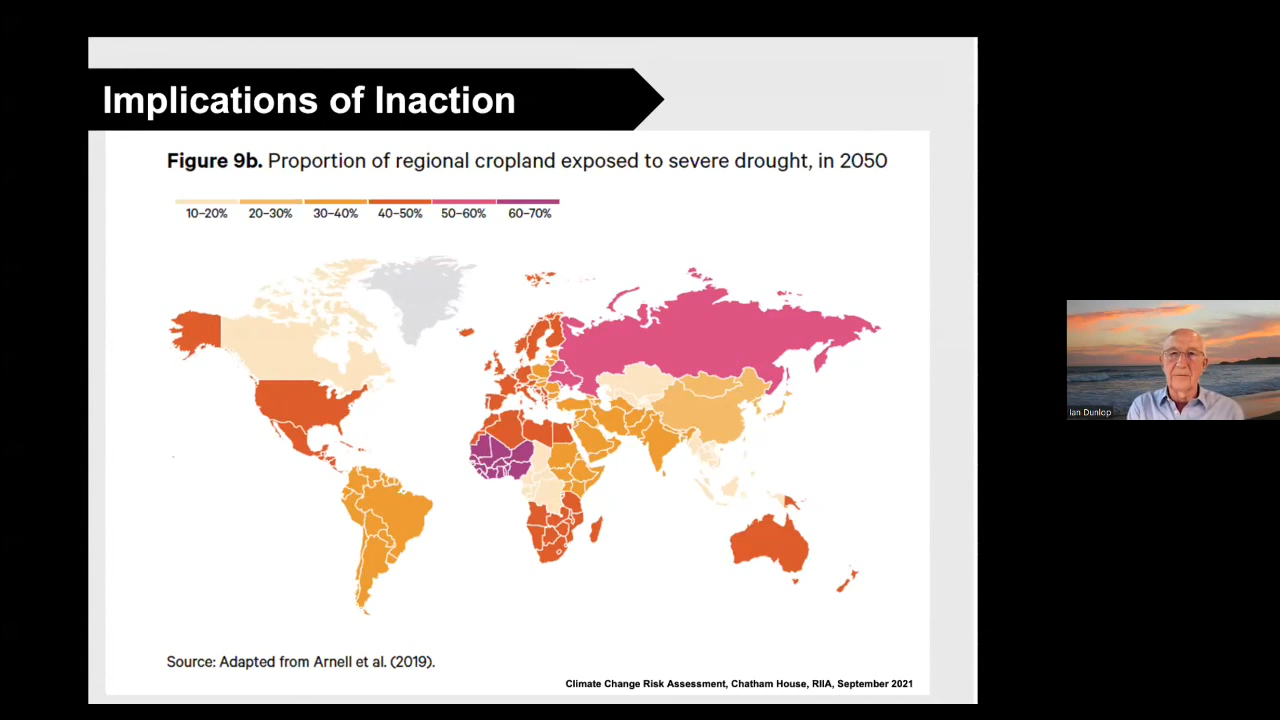 Implications of Inaction
Figure 9b. Proportion of regional cropland exposed to severe drought, in 2050
10–20% 20–30% 30–40% 40–50% 50–60% 60–70%
Ian Dunlop
Source: Adapted from Arnell et al. (2019).
Climate Change Risk Assessment, Chatham House, RIIA, September 2021